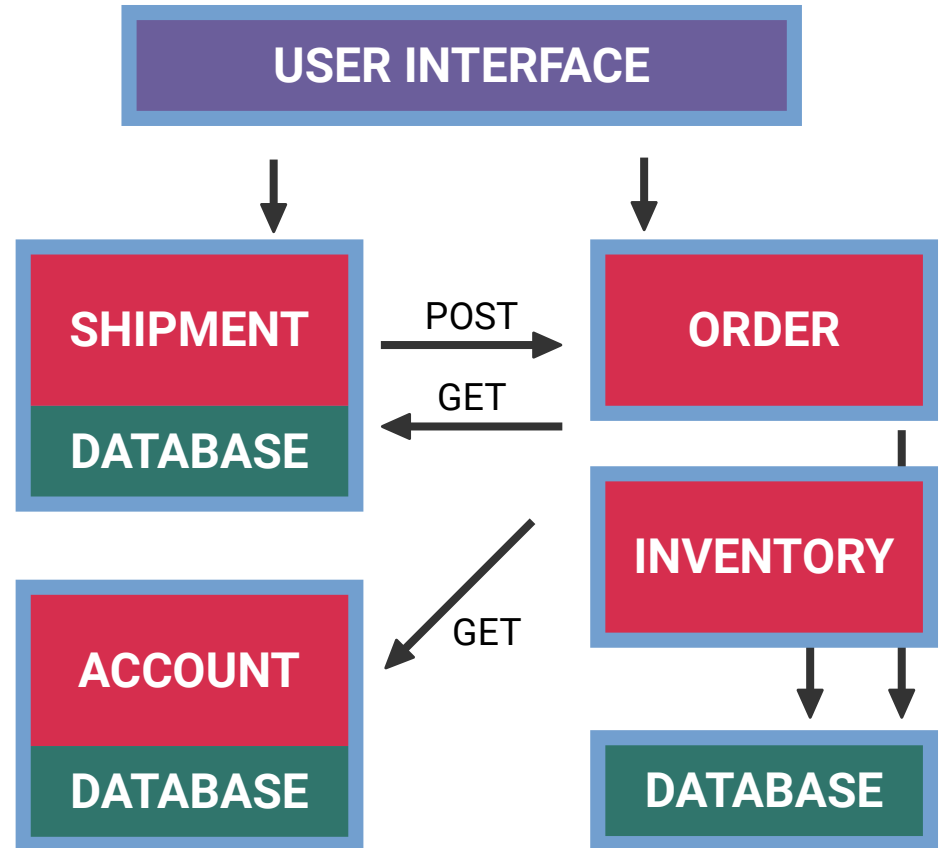 USER INTERFACE
SHIPMENT
DATABASE
POST
GET
ORDER
INVENTORY
GET
ACCOUNT
DATABASE
DATABASE